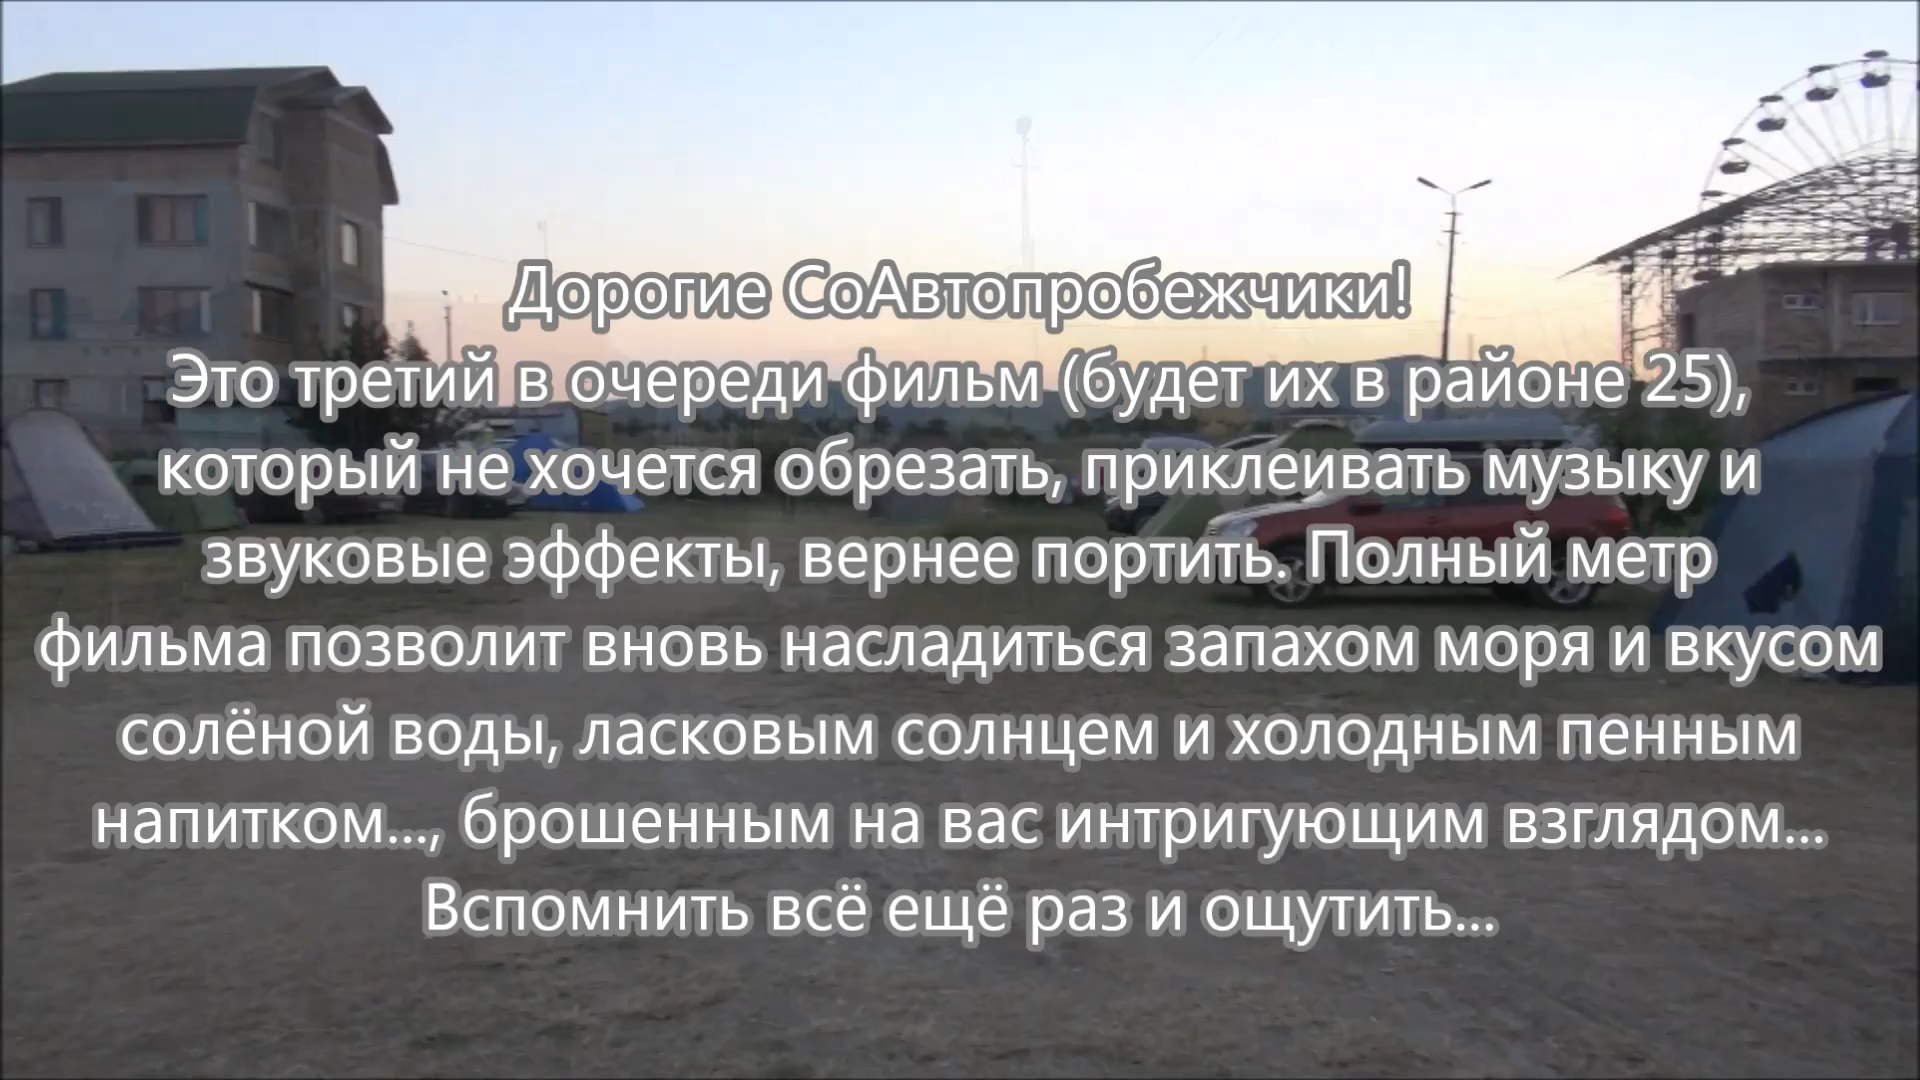 Дорогие СоАвтопробежчики!
Это третий в очереди фильм (будет их в районе 25),
который не хочется обрезать, приклеивать музыку и
звуковые эффекты, вернее портить. Полный метр
фильма позволит вновь насладиться запахом моря и вкусом
солёной воды, ласковым солнцем и холодным пенным
напитком..., брошенным на вас интригующим взглядом...
Вспомнить всё ещё раз и ощутить...